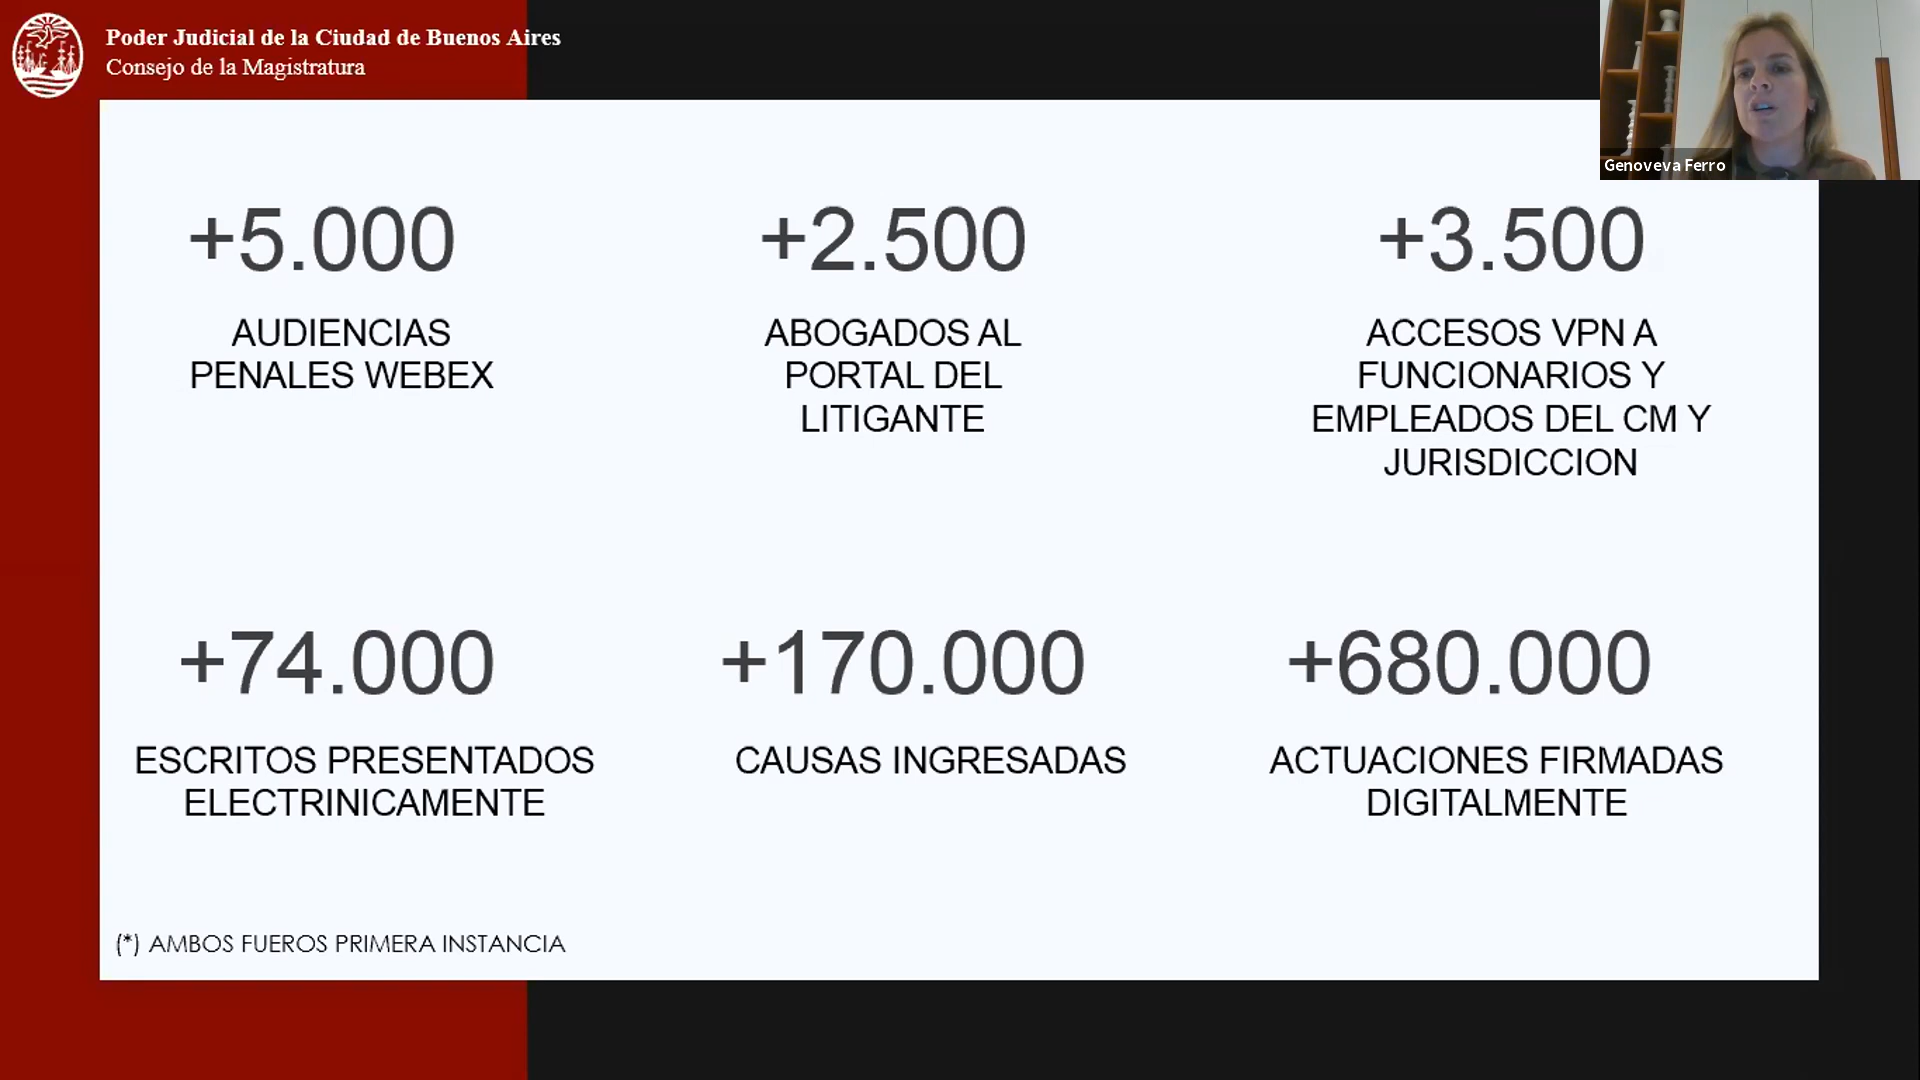 Poder Judicial de la Ciudad de Buenos Aires
Consejo de la Magistratura
Genoveva Ferro
+5.000
AUDIENCIAS
PENALES WEBEX
+2.500
ABOGADOS AL
PORTAL DEL
LITIGANTE
+3.500
ACCESOS VPN A
FUNCIONARIOS Y
EMPLEADOS DEL CM Y
JURISDICCION
+74.000
ESCRITOS PRESENTADOS
ELECTRINICAMENTE
+170.000
CAUSAS INGRESADAS
+680.000
ACTUACIONES FIRMADAS
DIGITALMENTE
(*) AMBOS FUEROS PRIMERA INSTANCIA